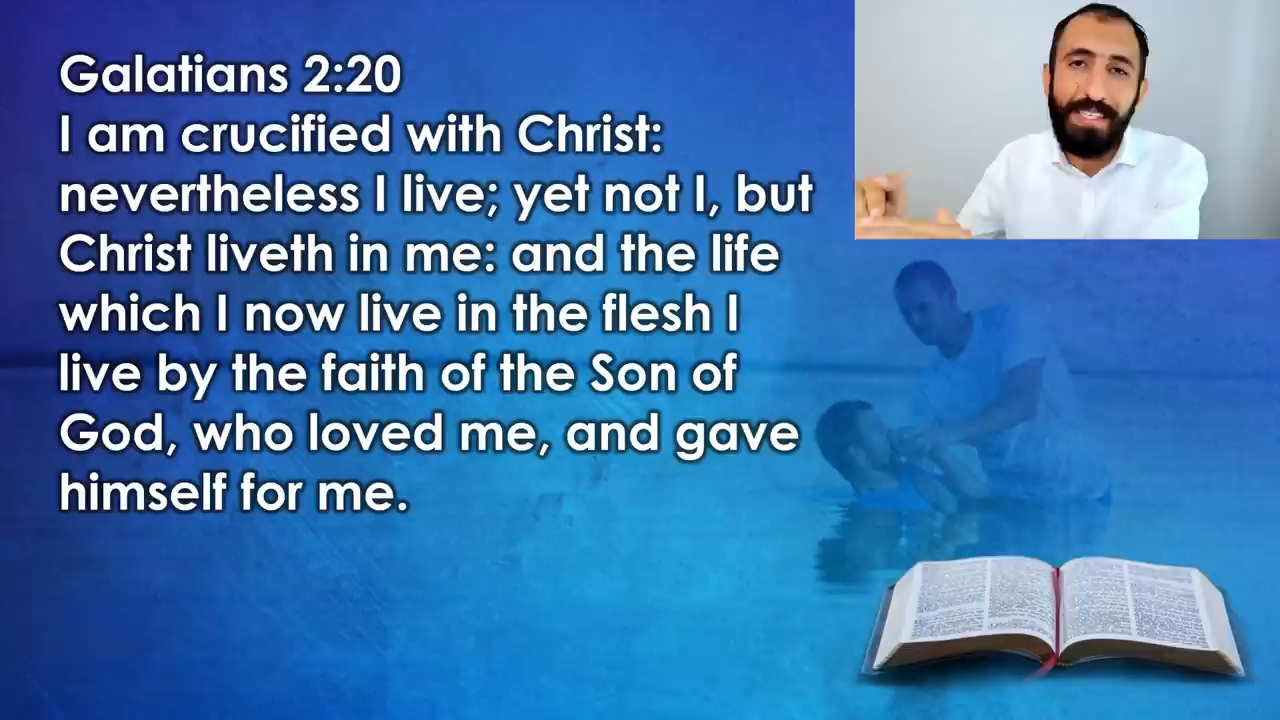 Galatians 2:20
I am crucified with Christ:
nevertheless I live; yet not I, but
Christ liveth in me: and the life
which I now live in the flesh I
live by the faith of the Son of
God, who loved me, and gave
himself for me.